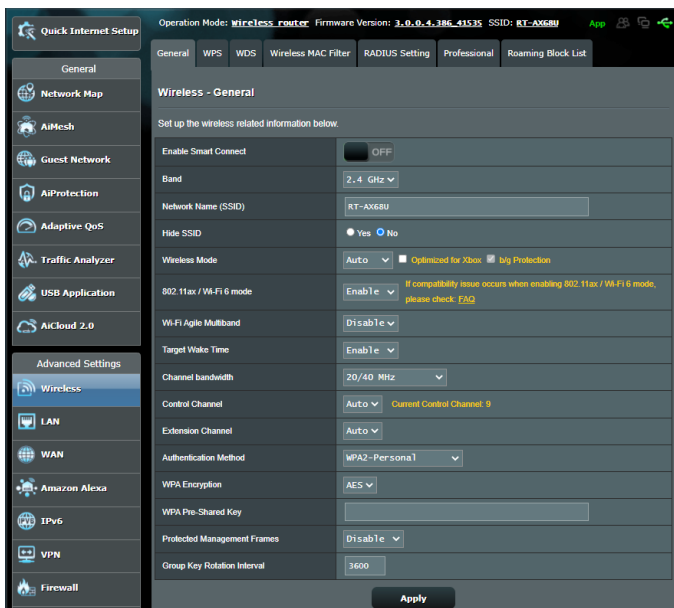 Quick Internet Setup
General
Network Map
AiMesh
Guest Network
AiProtection
Adaptive QoS
Traffic Analyzer
USB Application
AiCloud 2.0
Advanced Settings
Wireless
LAN
WAN
Amazon Alexa
IPv6
VPN
Firewall
Operation Mode: Wireless router Firmware Version: 3.0.0.4.386_41535 SSID: RT-AX68U App
General WPS WDS Wireless MAC Filter RADIUS Setting Professional Roaming Block List
Wireless - General
Set up the wireless related information below.
Enable Smart Connect OFF
Band 2.4 GHz
Network Name (SSID) RT-AX68U
Hide SSID Yes No
Wireless Mode Auto Optimized for Xbox b/g Protection
802.11ax / Wi-Fi 6 mode Enable If compatibility issue occurs when enabling 802.11ax / Wi-Fi 6 mode,
please check: FAQ
Wi-Fi Agile Multiband Disable
Target Wake Time Enable
Channel bandwidth 20/40 MHz
Control Channel Auto Current Control Channel: 9
Extension Channel Auto
Authentication Method WPA2-Personal
WPA Encryption AES
WPA Pre-Shared Key
Protected Management Frames Disable
Group Key Rotation Interval 3600
Apply